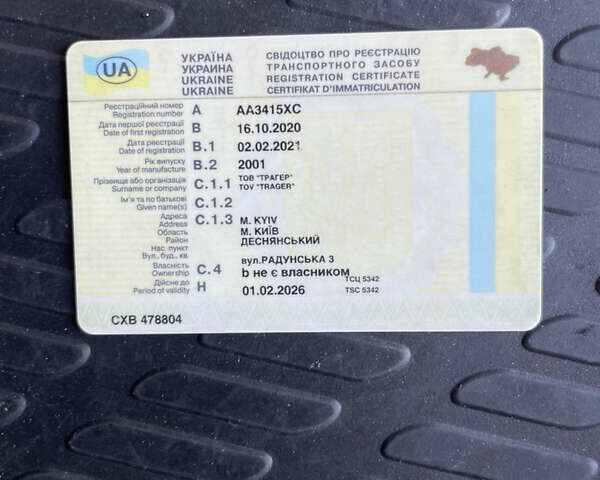 UA
УКРАЇНА
УКРАИНА
UKRAINE
UKRAINE
СВІДОЦТВО ПРО РЕЄСТРАЦІЮ
ТРАНСПОРТНОГО ЗАСОБУ
REGISTRATION CERTIFICATE
CERTIFIKAT D'IMMATRICULATION
Реєстраційний номер
Registration number
A AA3415XC
Дата першої реєстрації
Date of first registration
B 16.10.2020
Дата реєстрації
Date of registration
B.1 02.02.2021
Рік випуску
Year of manufacture
B.2 2001
Прізвище або організація
Surname or company
C.1.1 ТОВ "ТРАГЕР"
TOV "TRAGER"
Ім'я та по батькові
Given name(s)
C.1.2
Адреса
Address
C.1.3 M. KYIV
Область
М. КИЇВ
Район
ДЕСНЯНСЬКИЙ
Нас. пункт
Вул., буд., кв.
вул.РАДУНСЬКА 3
Власність
Ownership
C.4 b не є власником
ТСЦ 5342
Дійсне до
Period of validity
H 01.02.2026
TSC 5342
СХВ 478804